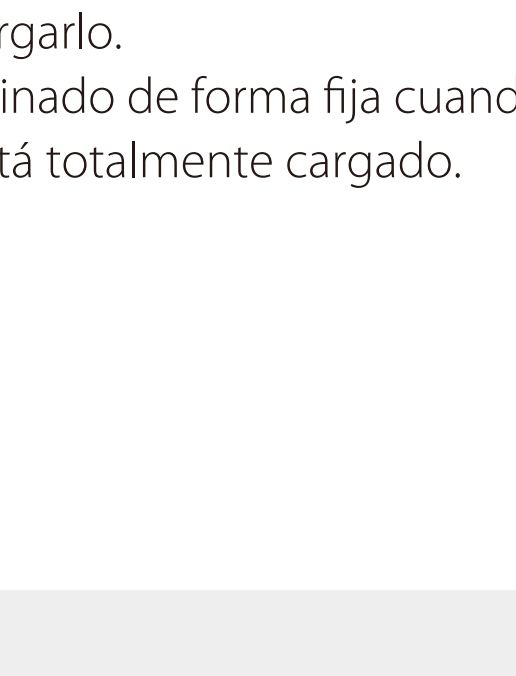 rgarlo.
inado de forma fija cuand
tá totalmente cargado.